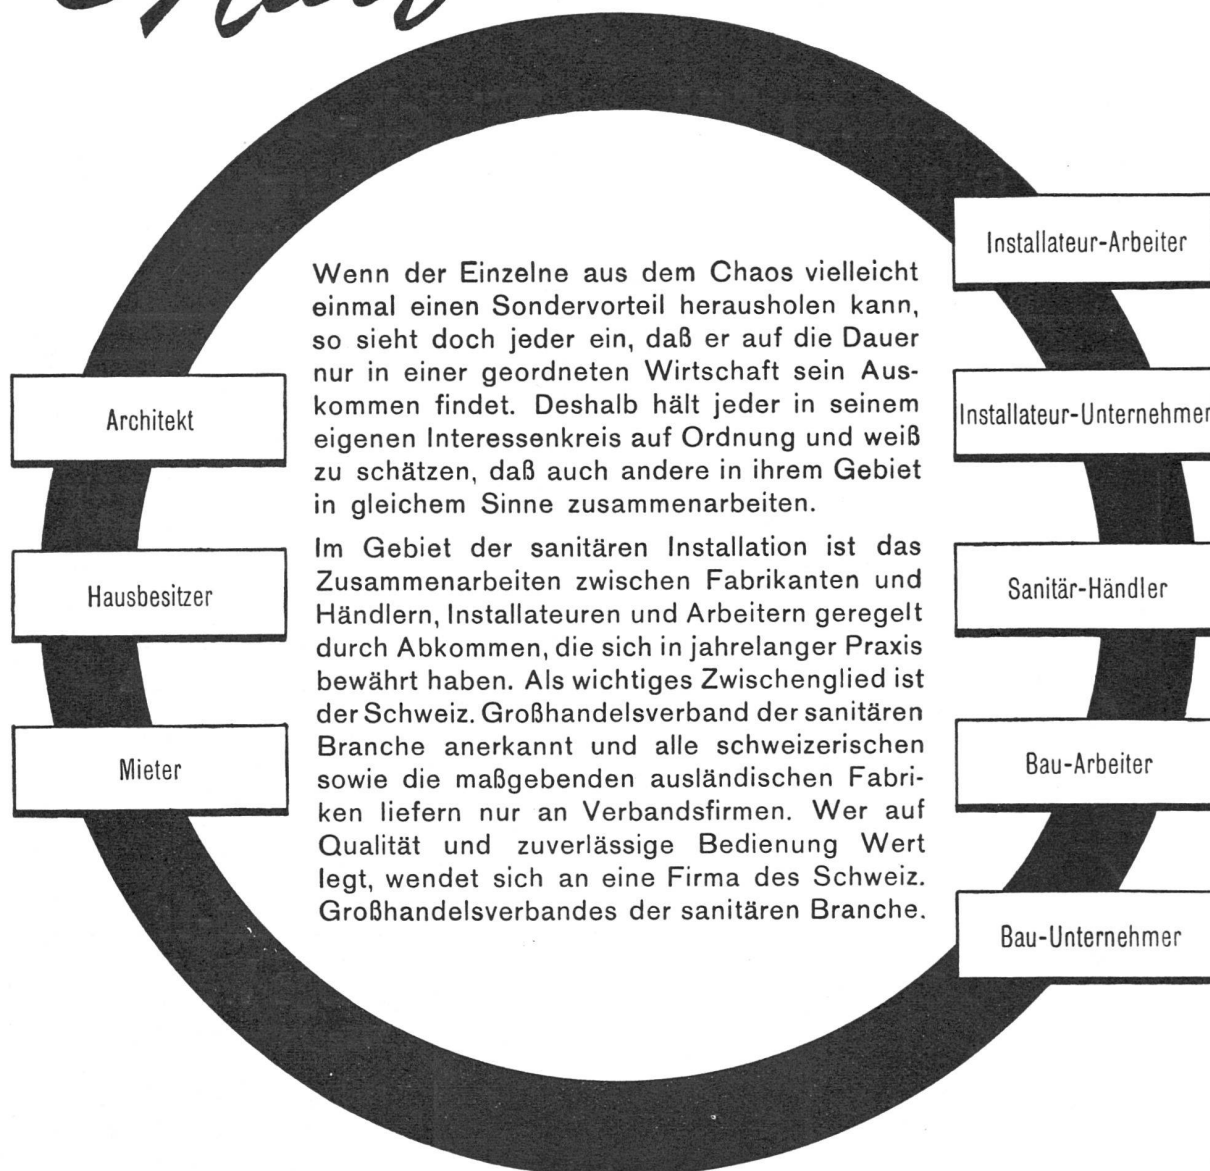 Wenn der Einzelne aus dem Chaos vielleicht
einmal einen Sondervorteil herausholen kann,
so sieht doch jeder ein, daß er auf die Dauer
nur in einer geordneten Wirtschaft sein Aus-
kommen findet. Deshalb hält jeder in seinem
eigenen Interessenkreis auf Ordnung und weiß
zu schätzen, daß auch andere in ihrem Gebiet
in gleichem Sinne zusammenarbeiten.
Im Gebiet der sanitären Installation ist das
Zusammenarbeiten zwischen Fabrikanten und
Händlern, Installateuren und Arbeitern geregelt
durch Abkommen, die sich in jahrelanger Praxis
bewährt haben. Als wichtiges Zwischenglied ist
der Schweiz. Großhandelsverband der sanitären
Branche anerkannt und alle schweizerischen
sowie die maßgebenden ausländischen Fabri-
ken liefern nur an Verbandsfirmen. Wer auf
Qualität und zuverlässige Bedienung Wert
legt, wendet sich an eine Firma des Schweiz.
Großhandelsverbandes der sanitären Branche.
Architekt
Hausbesitzer
Mieter
Installateur-Arbeiter
Installateur-Unternehmer
Sanitär-Händler
Bau-Arbeiter
Bau-Unternehmer